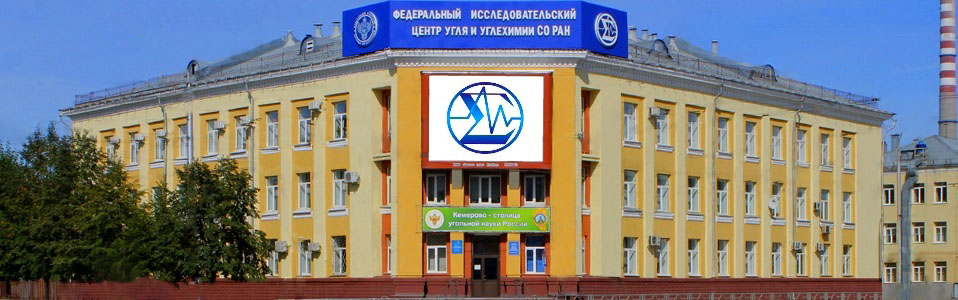 ФЕДЕРАЛЬНЫЙ ИССЛЕДОВАТЕЛЬСКИЙ
ЦЕНТР УГЛЯ И УГЛЕХИМИИ СО РАН
Кемерово - столица
угольной науки России